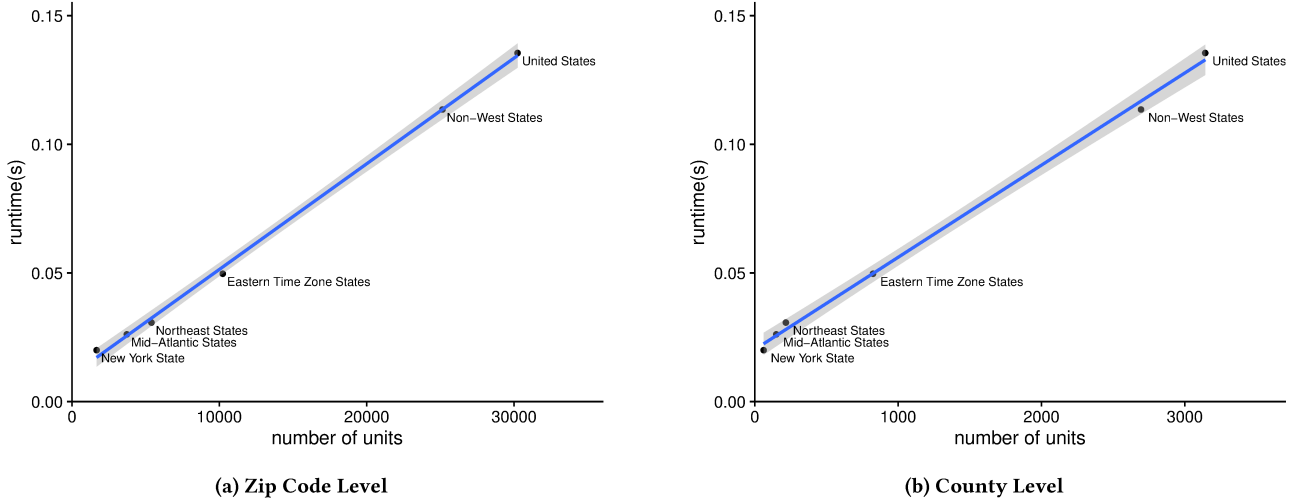 0.15
United States
Non−West States
0.10
runtime(s)
0.05
Eastern Time Zone States
Northeast States
Mid−Atlantic States
New York State
0.00
0 10000 20000 30000
number of units
(a) Zip Code Level
0.15
United States
Non−West States
0.10
runtime(s)
0.05
Eastern Time Zone States
Northeast States
Mid−Atlantic States
New York State
0.00
0 1000 2000 3000
number of units
(b) County Level